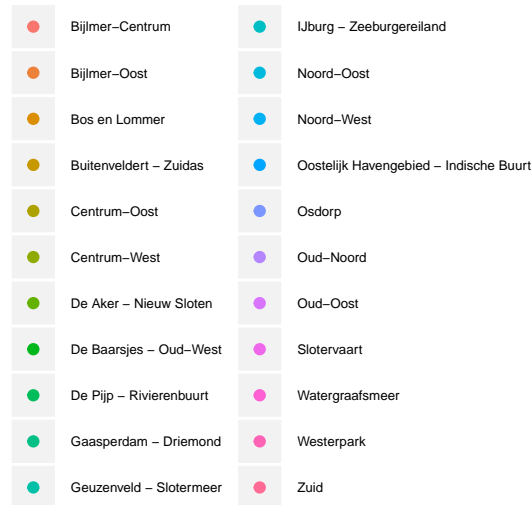 Bijlmer−Centrum
Bijlmer−Oost
Bos en Lommer
Buitenveldert − Zuidas
Centrum−Oost
Centrum−West
De Aker − Nieuw Sloten
De Baarsjes − Oud−West
De Pijp − Rivierenbuurt
Gaasperdam − Driemond
Geuzenveld − Slotermeer
IJburg − Zeeburgereiland
Noord−Oost
Noord−West
Oostelijk Havengebied − Indische Buurt
Osdorp
Oud−Noord
Oud−Oost
Slotervaart
Watergraafsmeer
Westerpark
Zuid